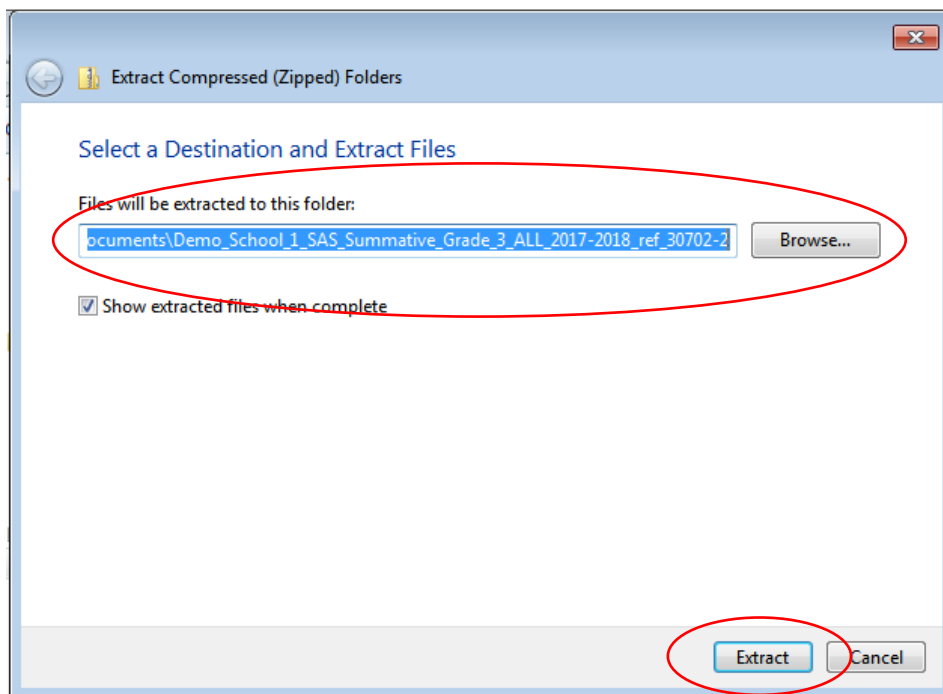 Extract Compressed (Zipped) Folders
Select a Destination and Extract Files
Files will be extracted to this folder:
ocuments\Demo_School_1_SAS_Summative_Grade_3_ALL_2017-2018_ref_30702-2
Browse...
Show extracted files when complete
Extract
Cancel